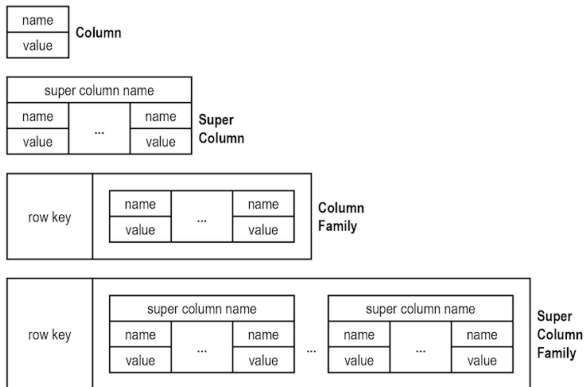 name
value
Column
super column name
name ... name
value value
Super
Column
row key
name ... name
value value
Column
Family
row key
super column name
name ... name
value value
...
super column name
name ... name
value value
Super
Column
Family